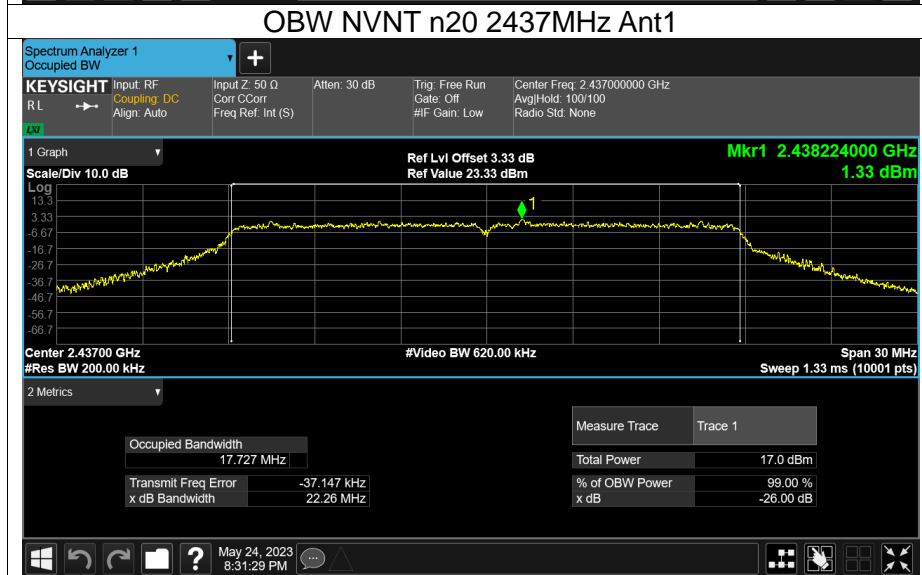 OBW NVNT n20 2437MHz Ant1
Spectrum Analyzer 1
Occupied BW
+
KEYSIGHT
RL
LXI
Input: RF
Coupling: DC
Align: Auto
Input Z: 50 Ω
Corr CCorr
Freq Ref: Int (S)
Atten: 30 dB
Trig: Free Run
Gate: Off
#IF Gain: Low
Center Freq: 2.437000000 GHz
Avg|Hold: 100/100
Radio Std: None
1 Graph
Scale/Div 10.0 dB
Ref Lvl Offset 3.33 dB
Ref Value 23.33 dBm
Mkr1 2.438224000 GHz
1.33 dBm
Log
13.3
3.33
-6.67
-16.7
-26.7
-36.7
-46.7
-56.7
-66.7
1
Center 2.43700 GHz
#Res BW 200.00 kHz
#Video BW 620.00 kHz
Span 30 MHz
Sweep 1.33 ms (10001 pts)
2 Metrics
Measure Trace Trace 1
Occupied Bandwidth
17.727 MHz
Total Power 17.0 dBm
Transmit Freq Error -37.147 kHz
% of OBW Power 99.00 %
x dB Bandwidth 22.26 MHz
x dB -26.00 dB
?
May 24, 2023
8:31:29 PM